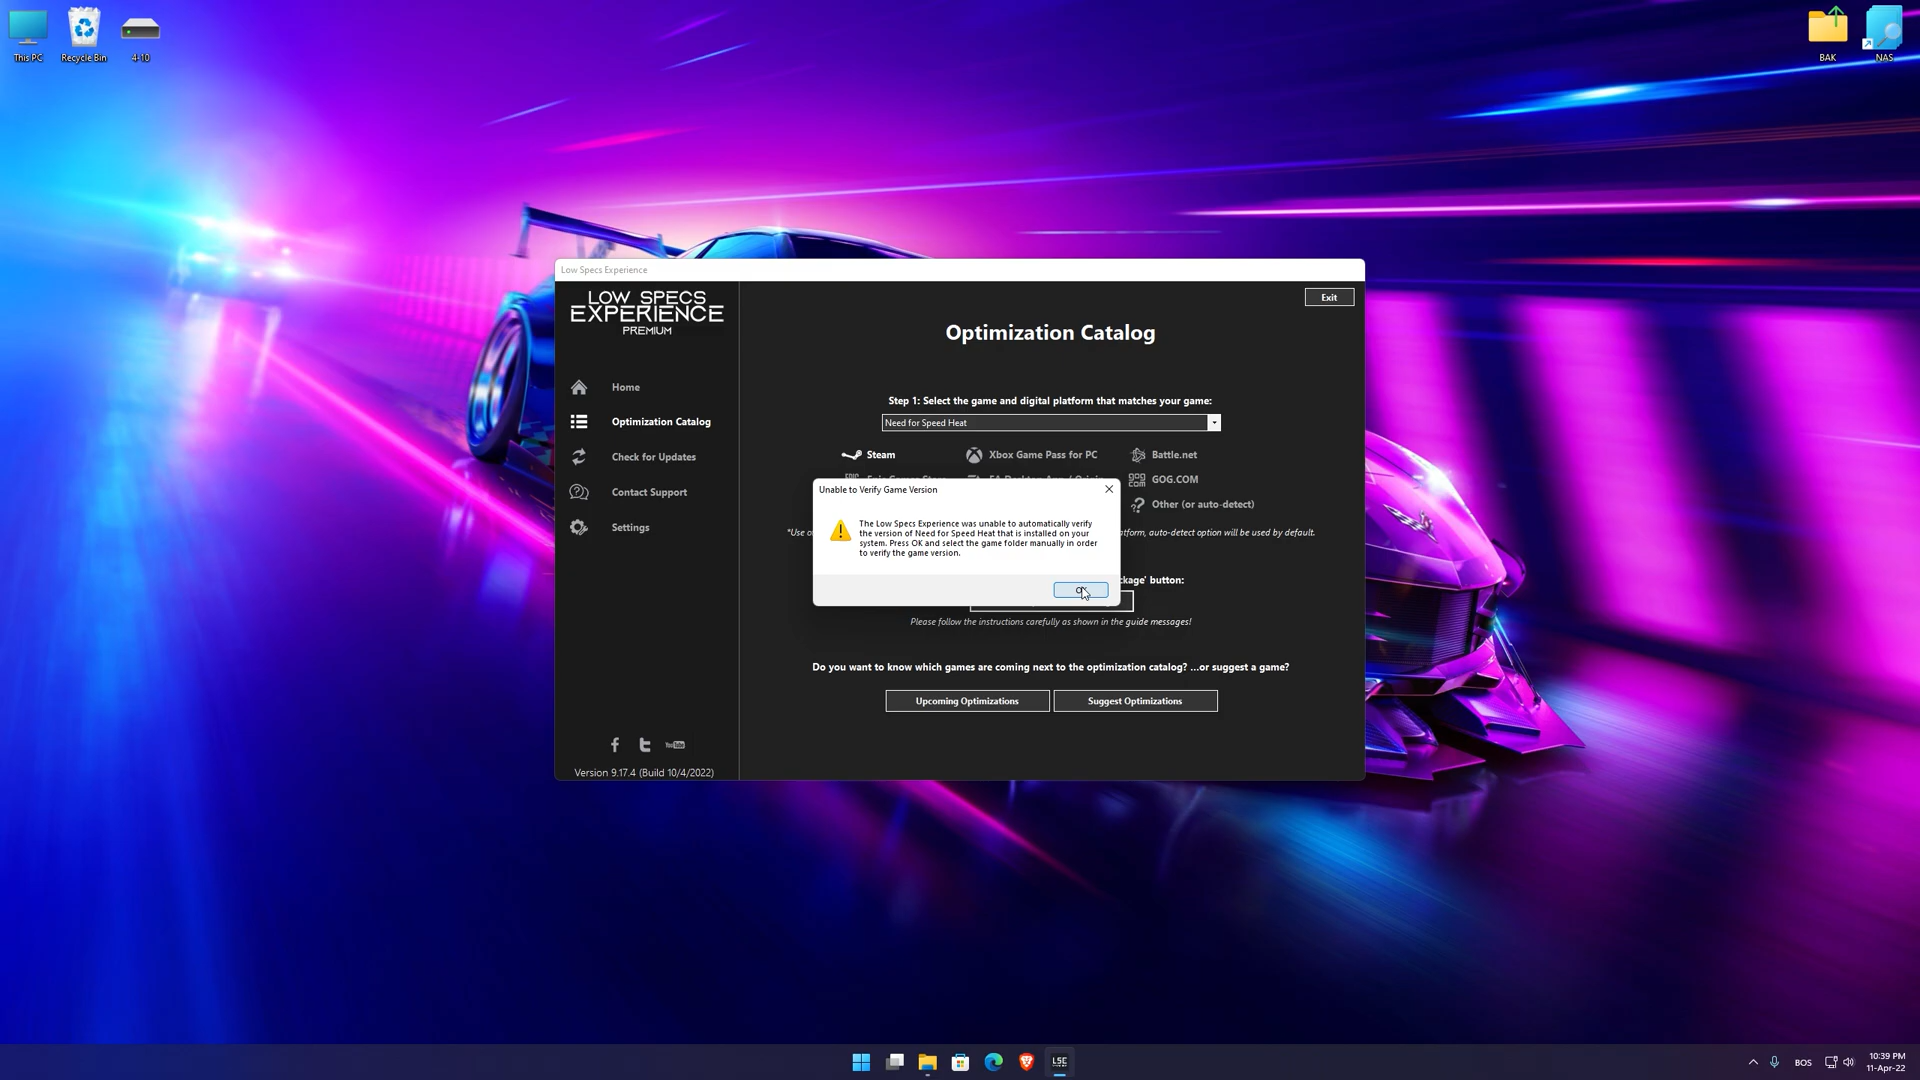 This PC
Recycle Bin
4-10
BAK
NAS
Low Specs Experience
LOW SPECS
EXPERIENCE
PREMIUM
Exit
Optimization Catalog
Home
Optimization Catalog
Check for Updates
Contact Support
Settings
Step 1: Select the game and digital platform that matches your game:
Need for Speed Heat
Steam
Xbox Game Pass for PC
Battle.net
GOG.COM
Other (or auto-detect)
*Use o
tform, auto-detect option will be used by default.
Unable to Verify Game Version
The Low Specs Experience was unable to automatically verify
the version of Need for Speed Heat that is installed on your
system. Press OK and select the game folder manually in order
to verify the game version.
ckage' button:
Please follow the instructions carefully as shown in the guide messages!
Do you want to know which games are coming next to the optimization catalog? ...or suggest a game?
Upcoming Optimizations
Suggest Optimizations
You Tube
Version 9.17.4 (Build 10/4/2022)
LSE
BOS
10:39 PM
11-Apr-22